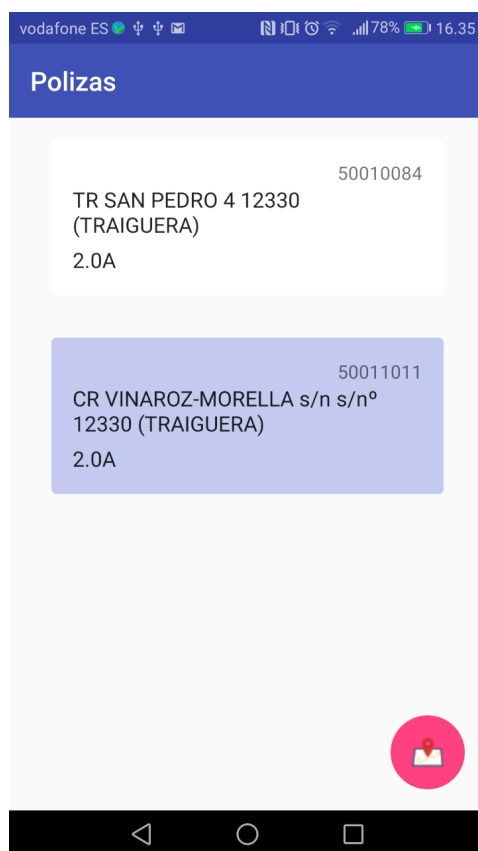 vodafone ES 78% 16.35
Polizas
50010084
TR SAN PEDRO 4 12330
(TRAIGUERA)
2.0A
50011011
CR VINAROZ-MORELLA s/n s/nº
12330 (TRAIGUERA)
2.0A